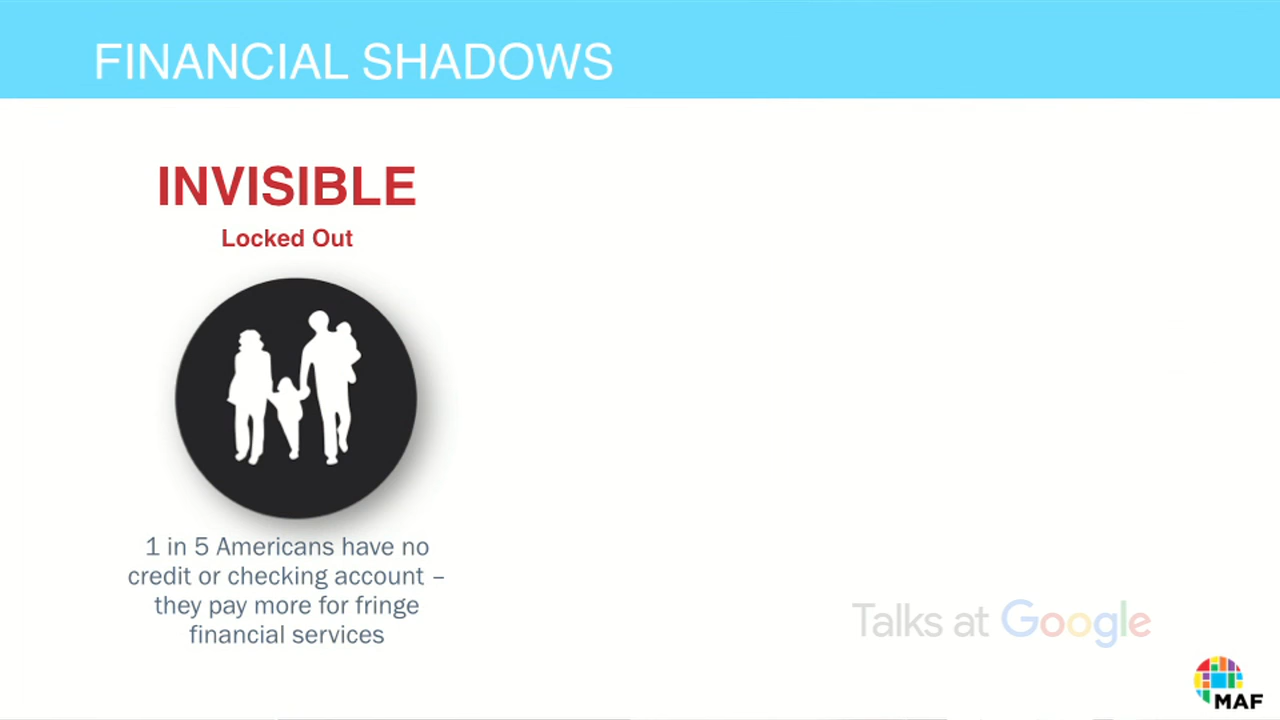 FINANCIAL SHADOWS
INVISIBLE
Locked Out
1 in 5 Americans have no
credit or checking account –
they pay more for fringe
financial services
Talks at Google
MAF